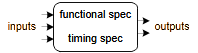 functional spec
inputs
outputs
timing spec